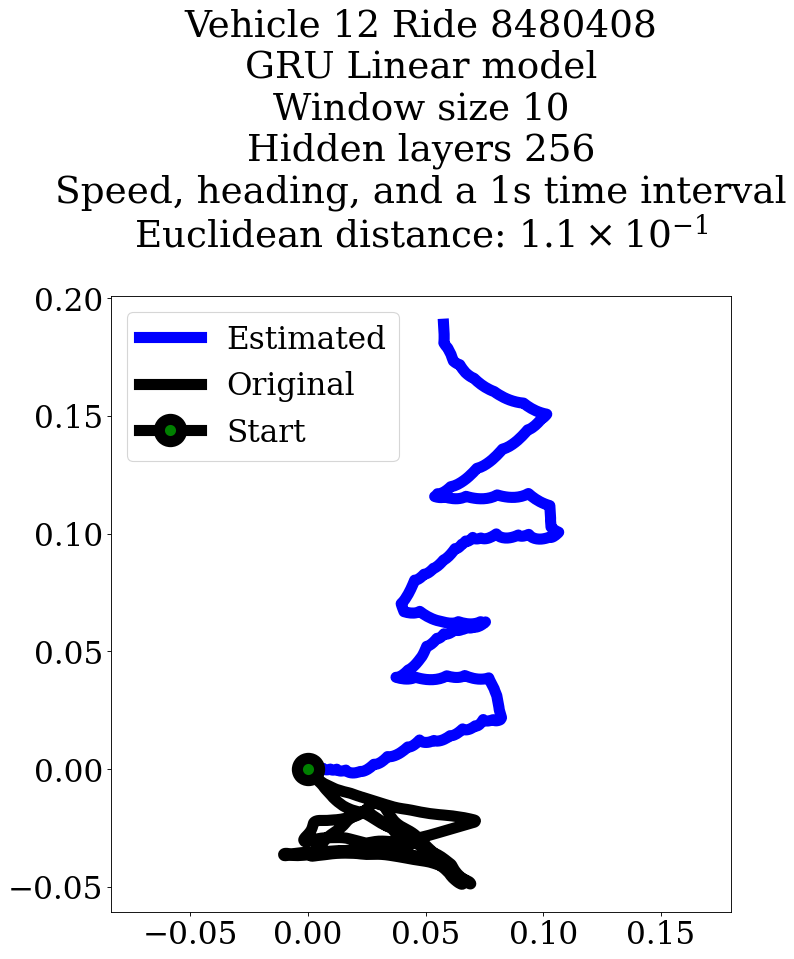 Vehicle 12 Ride 8480408
GRU Linear model
Window size 10
Hidden layers 256
Speed, heading, and a 1s time interval
Euclidean distance: 1.1 × 10⁻¹
0.20
0.15
0.10
0.05
0.00
−0.05
Estimated
Original
Start
−0.05 0.00 0.05 0.10 0.15